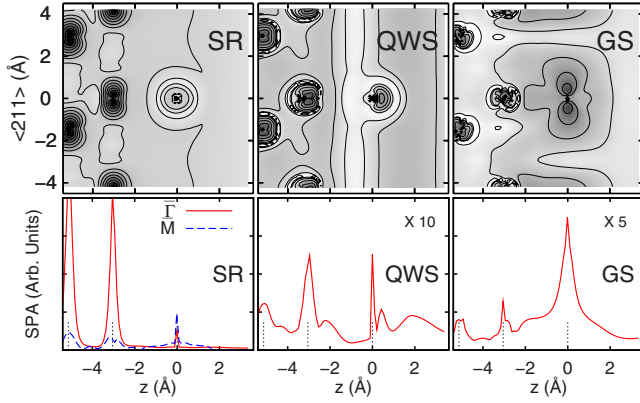 <211> (Å)
4
2
0
−2
−4
SR
QWS
GS
SPA (Arb. Units)
Γ̅
M̅
SR
X 10
QWS
X 5
GS
−4 −2 0 2
−4 −2 0 2
−4 −2 0 2
z (Å)
z (Å)
z (Å)